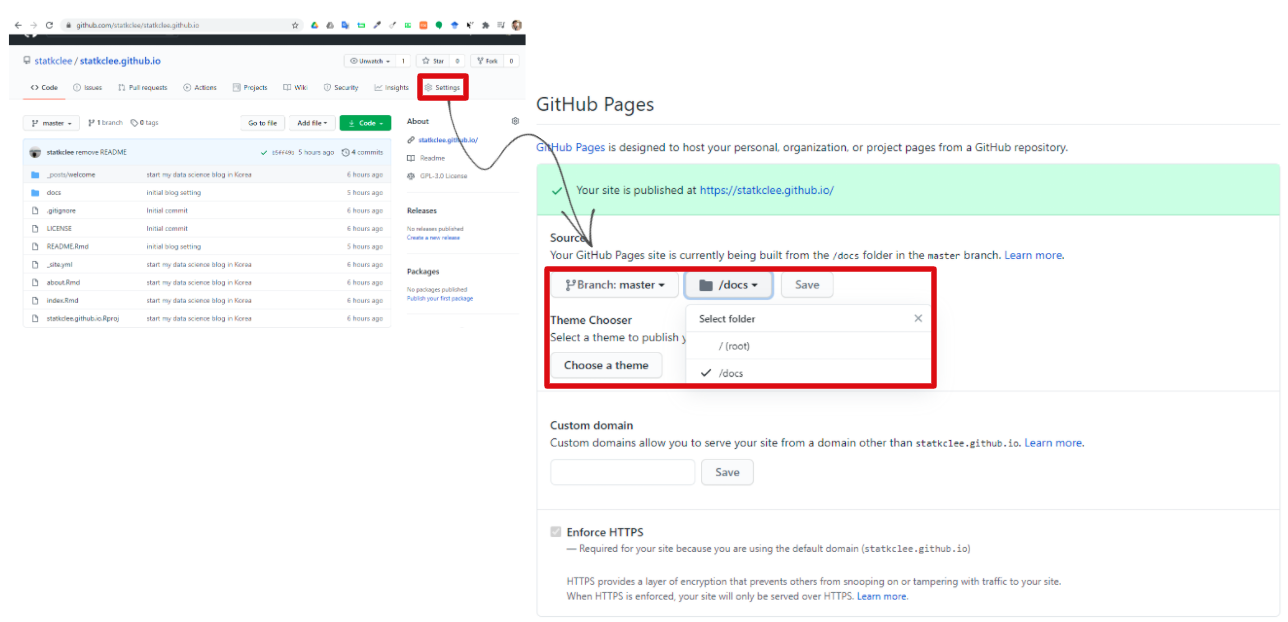 github.com/statkclee/statkclee.github.io
statkclee / statkclee.github.io
Unwatch 1 Star 0 Fork 0
Code Issues Pull requests Actions Projects Wiki Security Insights Settings
master 1 branch 0 tags Go to file Add file Code
statkclee remove README 5 hours ago 4 commits
_posts/welcome start my data science blog in Korea 6 hours ago
docs initial blog setting 5 hours ago
.gitignore Initial commit 6 hours ago
LICENSE Initial commit 6 hours ago
README.Rmd initial blog setting 5 hours ago
_site.yml start my data science blog in Korea 6 hours ago
about.Rmd start my data science blog in Korea 6 hours ago
index.Rmd start my data science blog in Korea 6 hours ago
statkclee.github.io.Rproj start my data science blog in Korea 6 hours ago
About
statkclee.github.io/
Readme
GPL-3.0 License
Releases
No releases published
Create a new release
Packages
No packages published
Publish your first package
GitHub Pages
GitHub Pages is designed to host your personal, organization, or project pages from a GitHub repository.
Your site is published at https://statkclee.github.io/
Source
Your GitHub Pages site is currently being built from the /docs folder in the master branch. Learn more.
Branch: master /docs Save
Theme Chooser
Select a theme to publish
Choose a theme
Select folder
/ (root)
/docs
Custom domain
Custom domains allow you to serve your site from a domain other than statkclee.github.io. Learn more.
Save
Enforce HTTPS
— Required for your site because you are using the default domain (statkclee.github.io)
HTTPS provides a layer of encryption that prevents others from snooping on or tampering with traffic to your site.
When HTTPS is enforced, your site will only be served over HTTPS. Learn more.